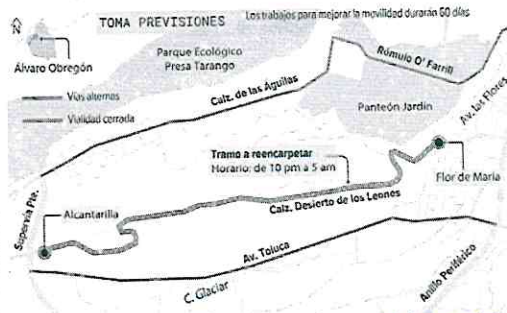 N
TOMA PREVISIONES
Los trabajos para mejorar la movilidad durarán 60 días
Álvaro Obregón
Parque Ecológico
Presa Tarango
Rómulo O' Farrill
Vías alternas
Calz. de las Águilas
Panteón Jardín
Av. las Flores
Vialidad cerrada
Tramo a reencarpetar
Horario: de 10 pm a 5 am
Flor de María
Alcantarilla
Calz. Desierto de los Leones
Supervía Pte.
Av. Toluca
C. Glaciar
Anillo Periférico